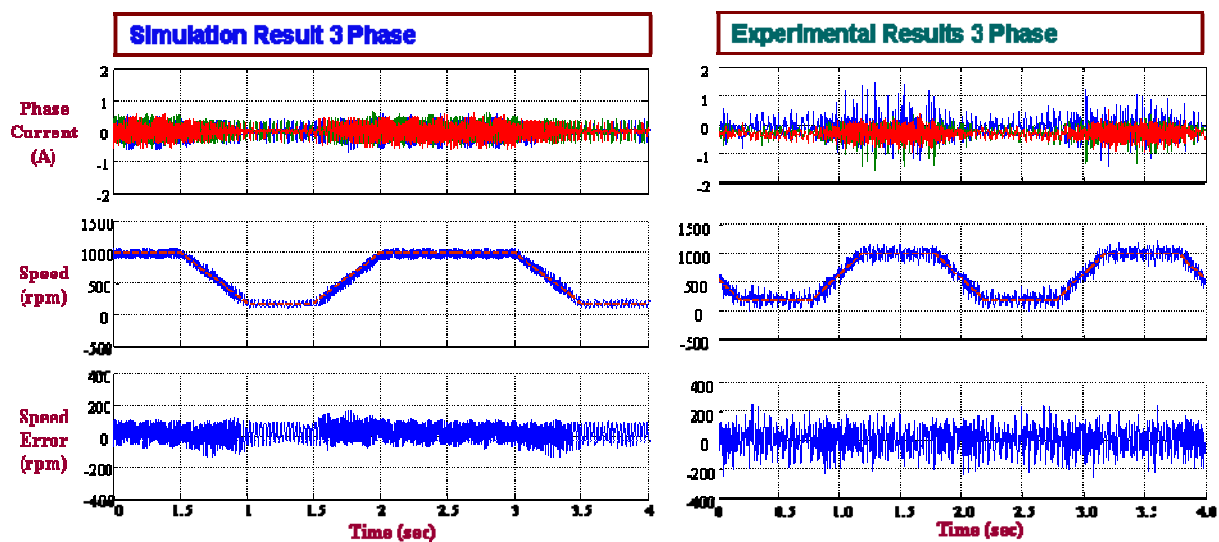 Simulation Result 3 Phase
Experimental Results 3 Phase
Phase
Current
(A)
2
1
0
-1
-2
2
1
0
-1
-2
Speed
(rpm)
1500
1000
500
0
-500
1500
1000
500
0
-500
Speed
Error
(rpm)
400
200
0
-200
-400
400
200
0
-200
-400
0 1.5 1 1.5 2 2.5 3 3.5 4
0 0.5 1.0 1.5 2.0 2.5 3.0 3.5 4.0
Time (sec)
Time (sec)